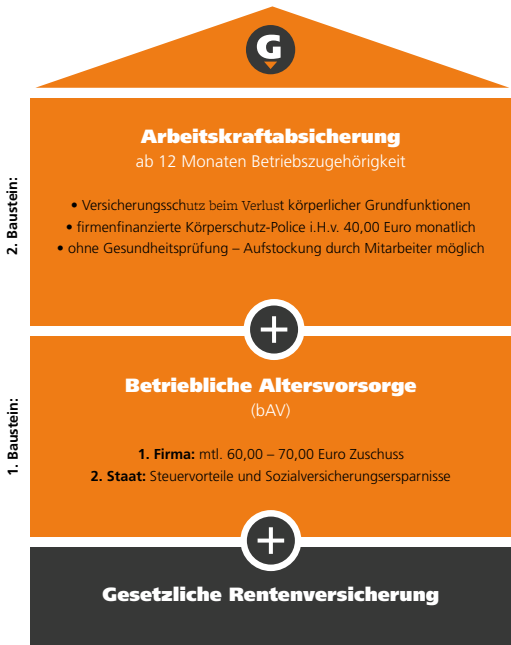 G
2. Baustein:
Arbeitskraftabsicherung
ab 12 Monaten Betriebszugehörigkeit
• Versicherungsschutz beim Verlust körperlicher Grundfunktionen
• firmenfinanzierte Körperschutz-Police i.H.v. 40,00 Euro monatlich
• ohne Gesundheitsprüfung – Aufstockung durch Mitarbeiter möglich
+
1. Baustein:
Betriebliche Altersvorsorge
(bAV)
1. Firma: mtl. 60,00 – 70,00 Euro Zuschuss
2. Staat: Steuervorteile und Sozialversicherungsersparnisse
+
Gesetzliche Rentenversicherung